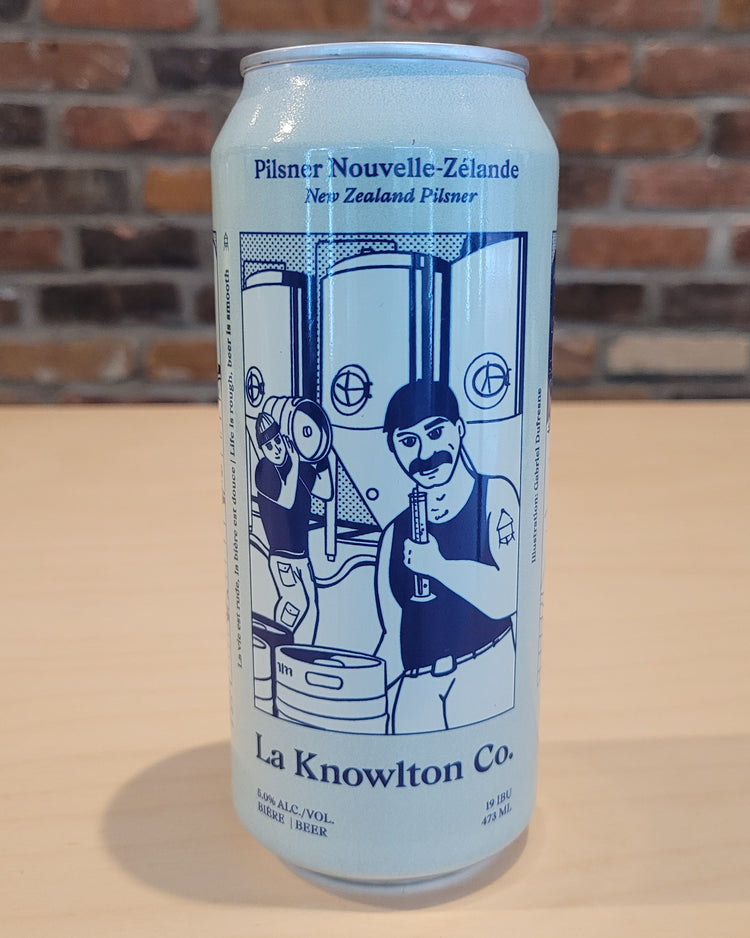 Pilsner Nouvelle-Zélande
New Zealand Pilsner
La vie est rude, la bière est douce | Life is rough, beer is smooth
Illustration: Gabriel Dufresne
1/m
La Knowlton Co.
5.0% ALC./VOL.
BIÈRE | BEER
19 IBU
473 ML